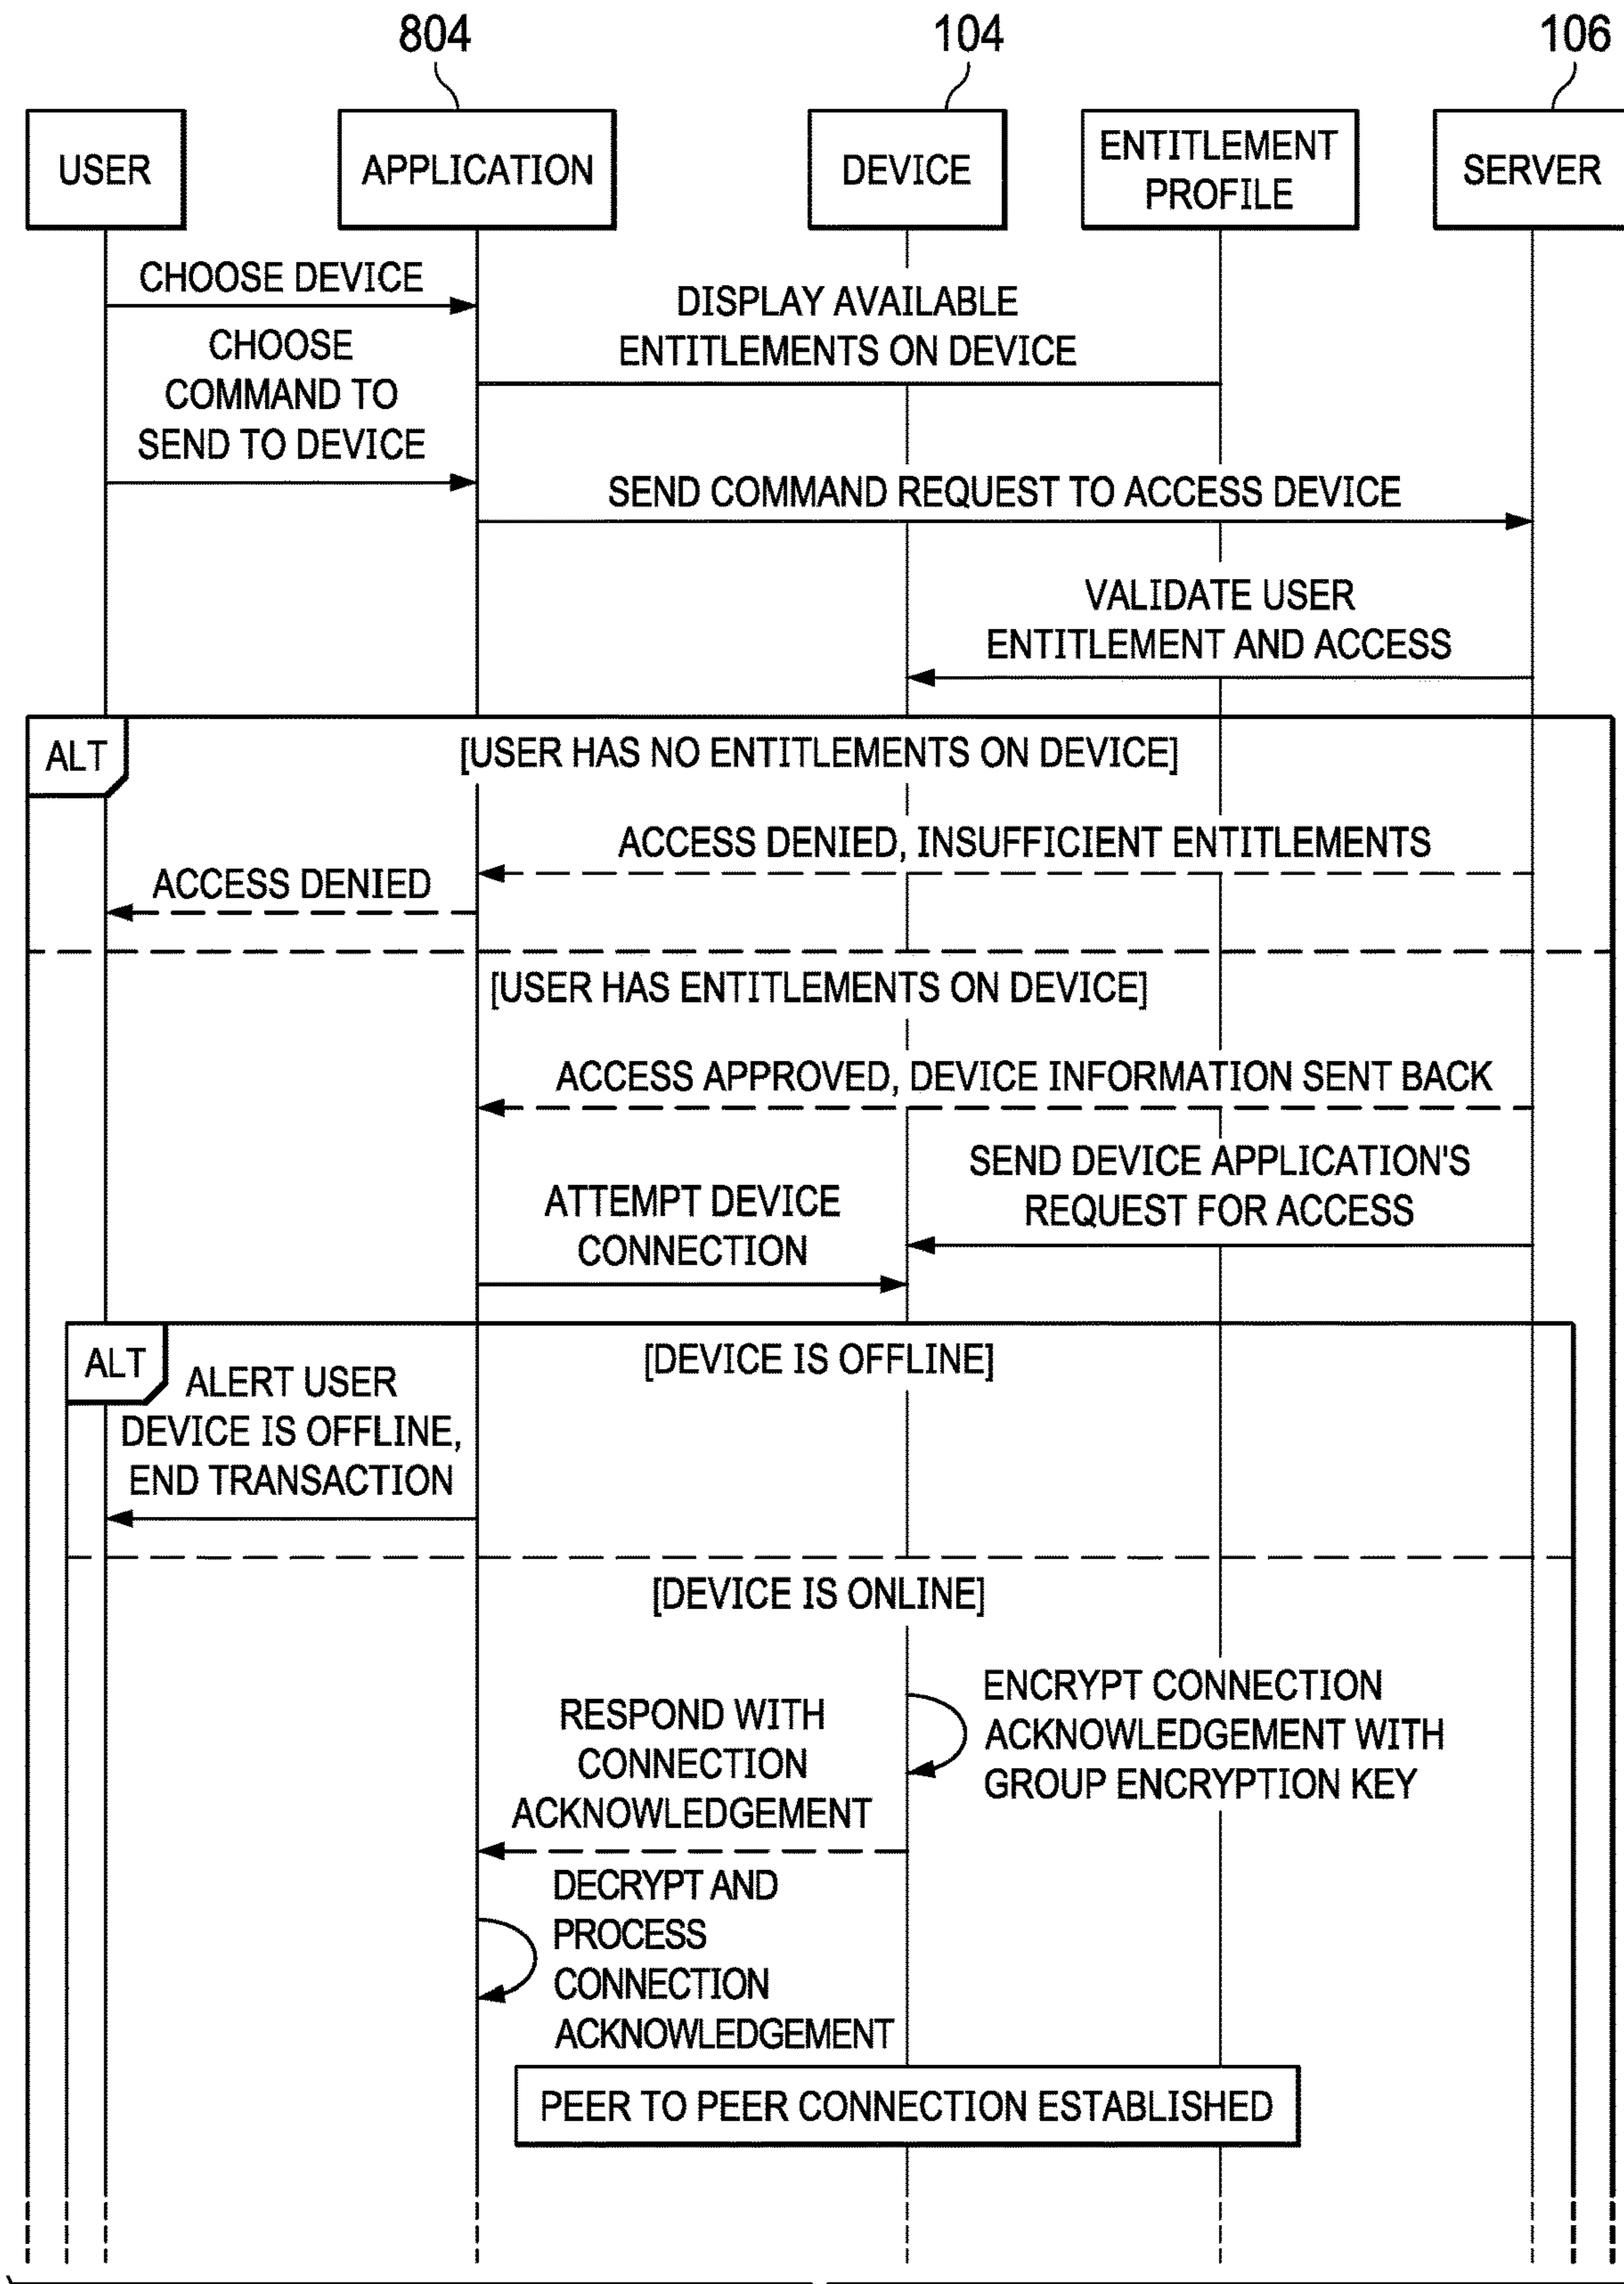 804
104
106
USER
APPLICATION
DEVICE
ENTITLEMENT
PROFILE
SERVER
CHOOSE DEVICE
DISPLAY AVAILABLE
ENTITLEMENTS ON DEVICE
CHOOSE
COMMAND TO
SEND TO DEVICE
SEND COMMAND REQUEST TO ACCESS DEVICE
VALIDATE USER
ENTITLEMENT AND ACCESS
ALT
[USER HAS NO ENTITLEMENTS ON DEVICE]
ACCESS DENIED, INSUFFICIENT ENTITLEMENTS
ACCESS DENIED
[USER HAS ENTITLEMENTS ON DEVICE]
ACCESS APPROVED, DEVICE INFORMATION SENT BACK
SEND DEVICE APPLICATION'S
REQUEST FOR ACCESS
ATTEMPT DEVICE
CONNECTION
ALT
[DEVICE IS OFFLINE]
ALERT USER
DEVICE IS OFFLINE,
END TRANSACTION
[DEVICE IS ONLINE]
ENCRYPT CONNECTION
ACKNOWLEDGEMENT WITH
GROUP ENCRYPTION KEY
RESPOND WITH
CONNECTION
ACKNOWLEDGEMENT
DECRYPT AND
PROCESS
CONNECTION
ACKNOWLEDGEMENT
PEER TO PEER CONNECTION ESTABLISHED